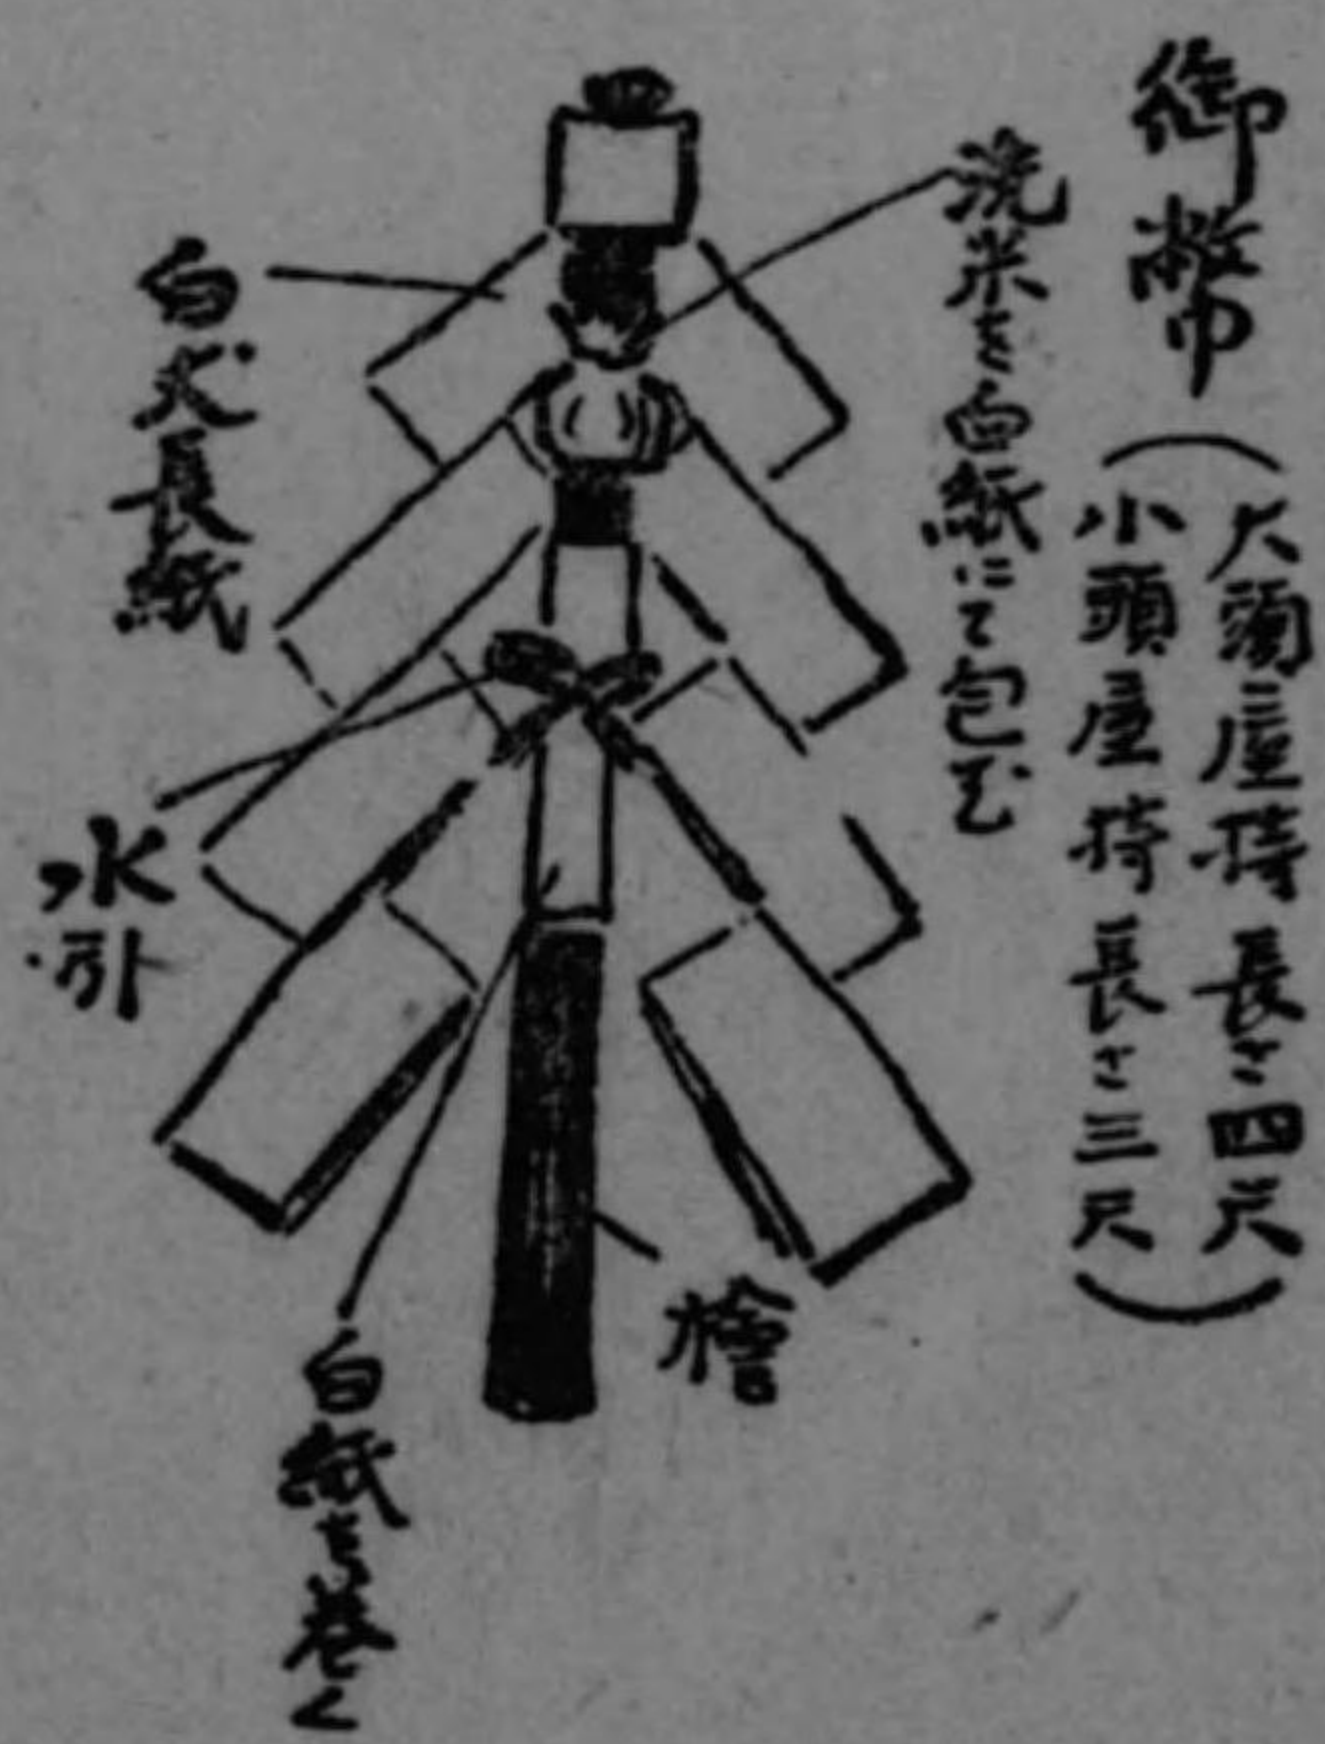 御幣
(大頭屋持長さ四尺
小頭屋持長さ三尺)
洗米を白紙にて包む
白丈長紙
水引
檜
白紙を巻く